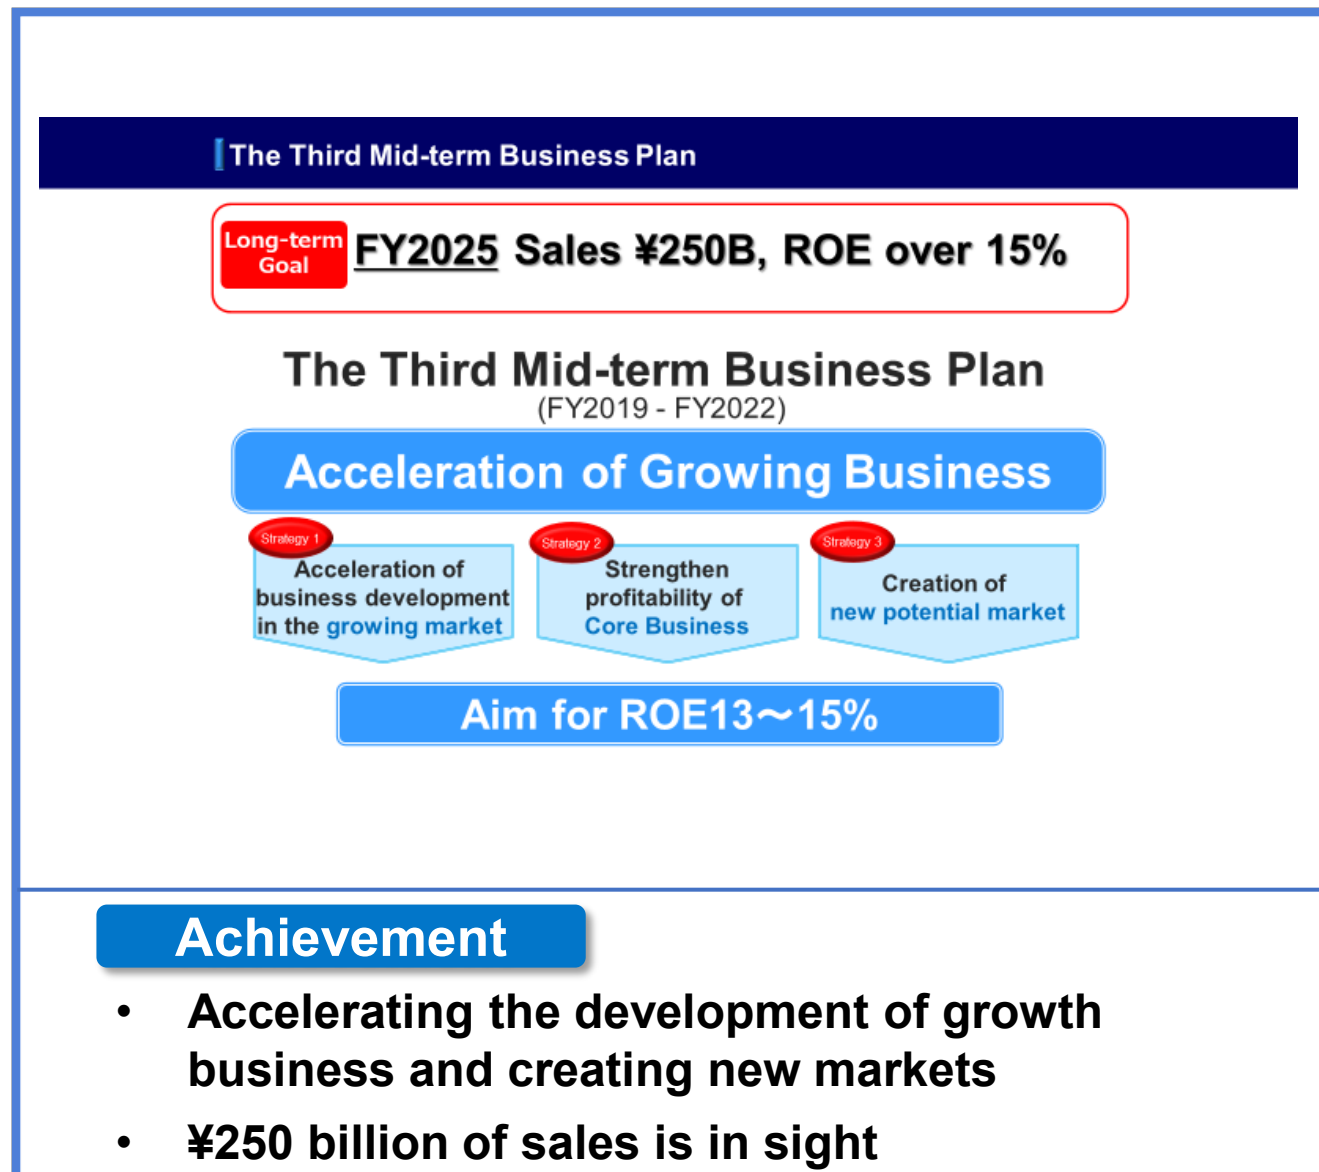 The Third Mid-term Business Plan
Long-term
Goal
FY2025 Sales ¥250B, ROE over 15%
The Third Mid-term Business Plan
(FY2019 - FY2022)
Acceleration of Growing Business
Strategy 1
Acceleration of
business development
in the growing market
Strategy 2
Strengthen
profitability of
Core Business
Strategy 3
Creation of
new potential market
Aim for ROE13～15%
Achievement
• Accelerating the development of growth
business and creating new markets
• ¥250 billion of sales is in sight